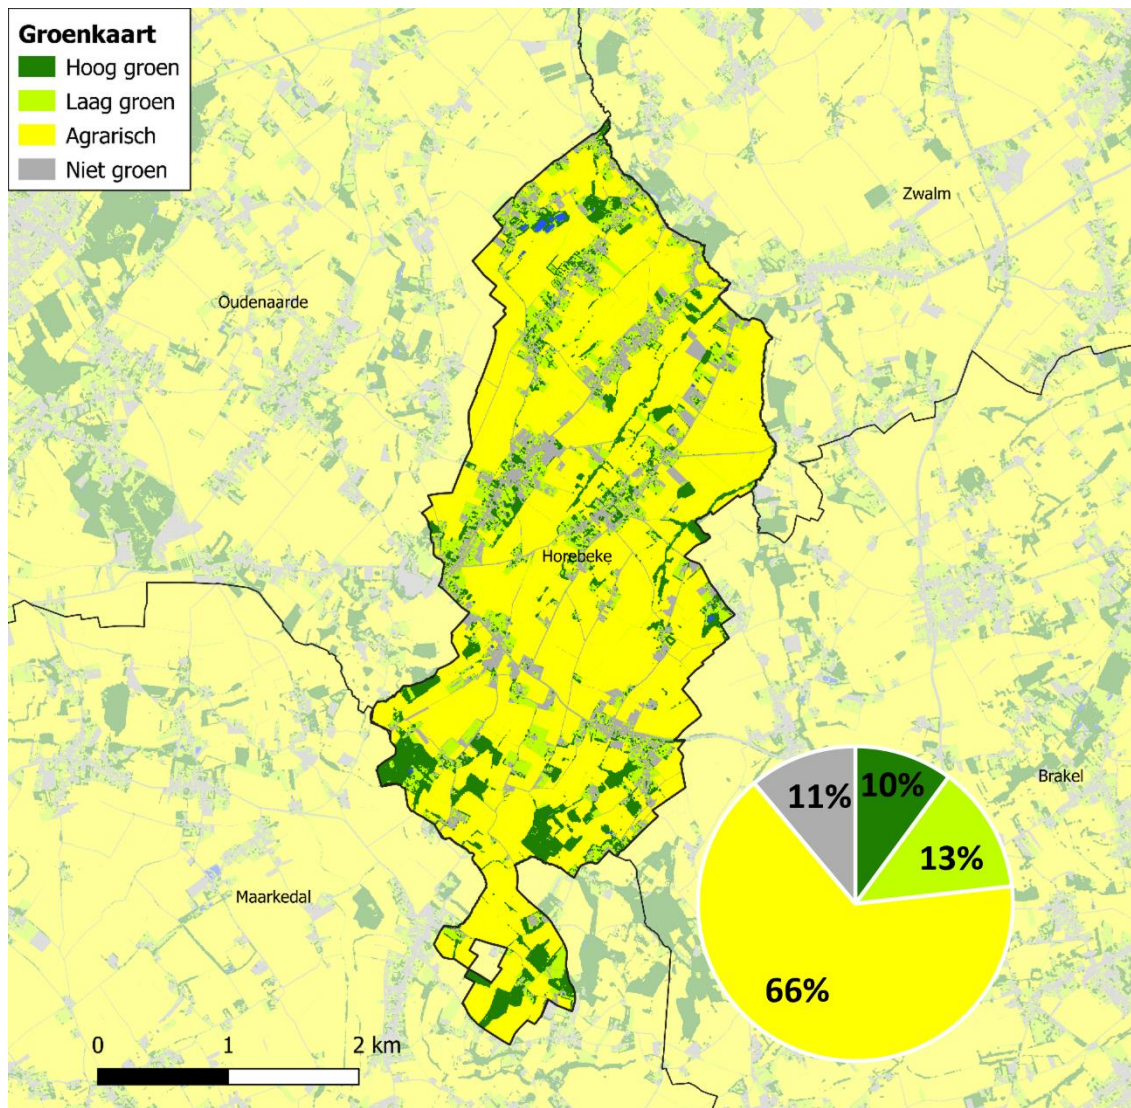 Groenkaart
Hoog groen
Laag groen
Agrarisch
Niet groen
Zwalm
Oudenaarde
Horebeke
Brakel
Maarkedal
11%
10%
13%
66%
0 1 2 km